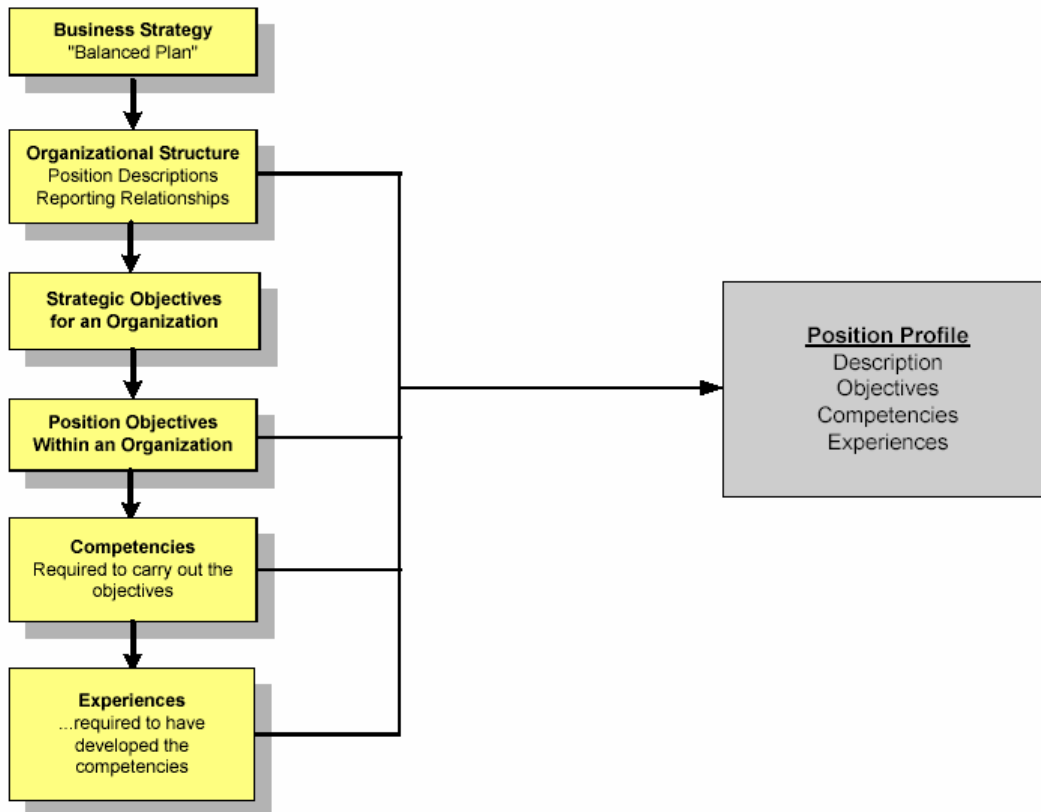 Business Strategy
"Balanced Plan"
Organizational Structure
Position Descriptions
Reporting Relationships
Strategic Objectives
for an Organization
Position Objectives
Within an Organization
Competencies
Required to carry out the
objectives
Experiences
...required to have
developed the
competencies
Position Profile
Description
Objectives
Competencies
Experiences